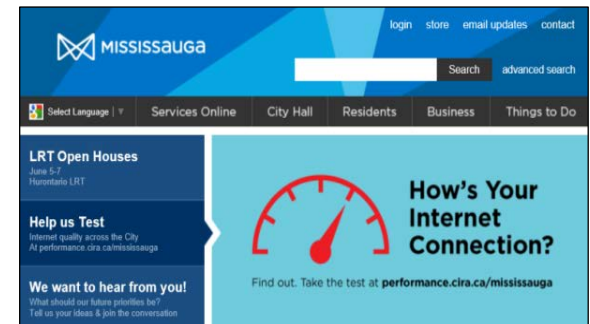 login store email updates contact
MISSISSauGa
Search advanced search
Select Language | ▼ Services Online City Hall Residents Business Things to Do
LRT Open Houses
June 5-7
Hurontario LRT
Help us Test
Internet quality across the City
At performance.cira.ca/mississauga
We want to hear from you!
What should our future priorities be?
Tell us your ideas & join the conversation
How's Your
Internet
Connection?
Find out. Take the test at performance.cira.ca/mississauga